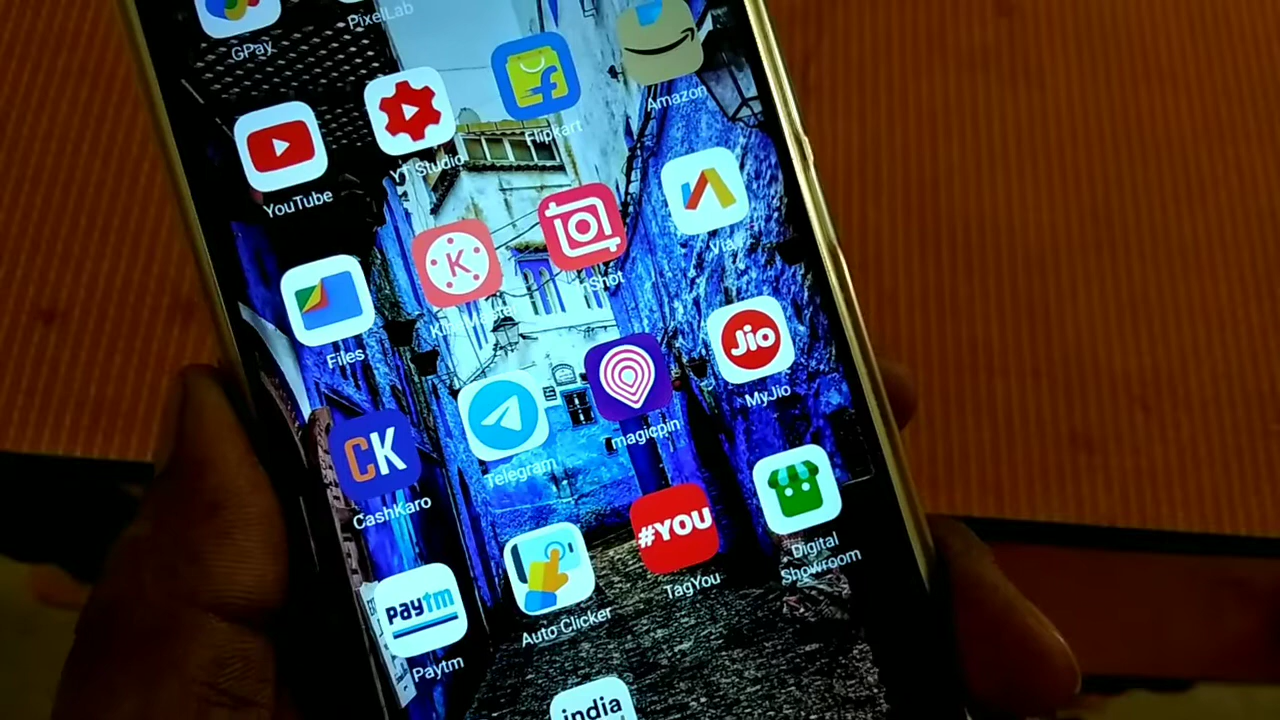 GPay
PixelLab
YouTube
YT Studio
Flipkart
Amazon
Files
K
InShot
Via
CK
CashKaro
Telegram
magicpin
Jio
MyJio
paytm
Paytm
Auto Clicker
#YOU
TagYou
Digital
Showroom
india